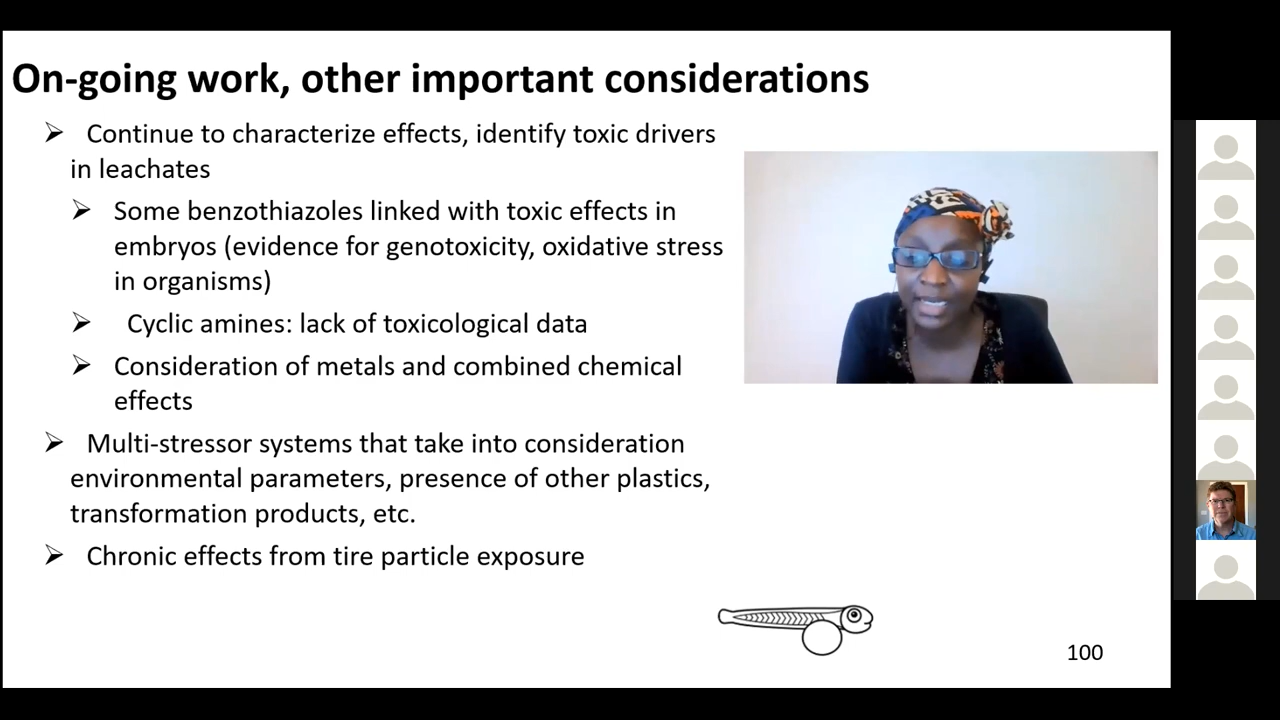 On-going work, other important considerations
➢ Continue to characterize effects, identify toxic drivers
in leachates
➢ Some benzothiazoles linked with toxic effects in
embryos (evidence for genotoxicity, oxidative stress
in organisms)
➢ Cyclic amines: lack of toxicological data
➢ Consideration of metals and combined chemical
effects
➢ Multi-stressor systems that take into consideration
environmental parameters, presence of other plastics,
transformation products, etc.
➢ Chronic effects from tire particle exposure
100